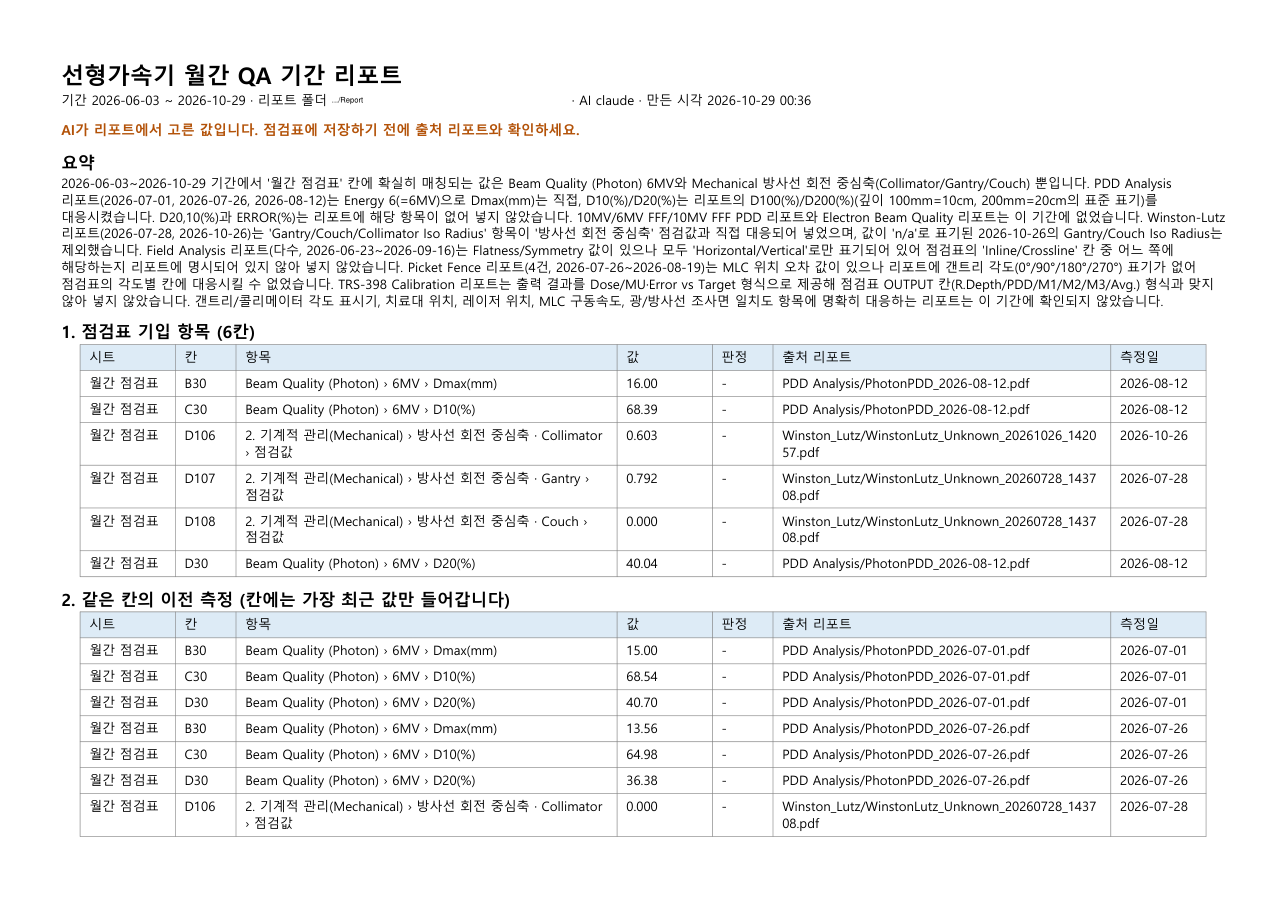 선형가속기 월간 QA 기간 리포트
기간 2026-06-03 ~ 2026-10-29 · 리포트 폴더 .../Report · AI claude · 만든 시각 2026-10-29 00:36
AI가 리포트에서 고른 값입니다. 점검표에 저장하기 전에 출처 리포트와 확인하세요.
요약
2026-06-03~2026-10-29 기간에서 '월간 점검표' 칸에 확실히 매칭되는 값은 Beam Quality (Photon) 6MV와 Mechanical 방사선 회전 중심축(Collimator/Gantry/Couch) 뿐입니다. PDD Analysis
리포트(2026-07-01, 2026-07-26, 2026-08-12)는 Energy 6(=6MV)으로 Dmax(mm)는 직접, D10(%)/D20(%)는 리포트의 D100(%)/D200(%)(깊이 100mm=10cm, 200mm=20cm의 표준 표기)를
대응시켰습니다. D20,10(%)과 ERROR(%)는 리포트에 해당 항목이 없어 넣지 않았습니다. 10MV/6MV FFF/10MV FFF PDD 리포트와 Electron Beam Quality 리포트는 이 기간에 없었습니다. Winston-Lutz
리포트(2026-07-28, 2026-10-26)는 'Gantry/Couch/Collimator Iso Radius' 항목이 '방사선 회전 중심축' 점검값과 직접 대응되어 넣었으며, 값이 'n/a'로 표기된 2026-10-26의 Gantry/Couch Iso Radius는
제외했습니다. Field Analysis 리포트(다수, 2026-06-23~2026-09-16)는 Flatness/Symmetry 값이 있으나 모두 'Horizontal/Vertical'로만 표기되어 있어 점검표의 'Inline/Crossline' 칸 중 어느 쪽에
해당하는지 리포트에 명시되어 있지 않아 넣지 않았습니다. Picket Fence 리포트(4건, 2026-07-26~2026-08-19)는 MLC 위치 오차 값이 있으나 리포트에 갠트리 각도(0°/90°/180°/270°) 표기가 없어
점검표의 각도별 칸에 대응시킬 수 없었습니다. TRS-398 Calibration 리포트는 출력 결과를 Dose/MU·Error vs Target 형식으로 제공해 점검표 OUTPUT 칸(R.Depth/PDD/M1/M2/M3/Avg.) 형식과 맞지
않아 넣지 않았습니다. 갠트리/콜리메이터 각도 표시기, 치료대 위치, 레이저 위치, MLC 구동속도, 광/방사선 조사면 일치도 항목에 명확히 대응하는 리포트는 이 기간에 확인되지 않았습니다.
1. 점검표 기입 항목 (6칸)
시트 칸 항목 값 판정 출처 리포트 측정일
월간 점검표 B30 Beam Quality (Photon) › 6MV › Dmax(mm) 16.00 - PDD Analysis/PhotonPDD_2026-08-12.pdf 2026-08-12
월간 점검표 C30 Beam Quality (Photon) › 6MV › D10(%) 68.39 - PDD Analysis/PhotonPDD_2026-08-12.pdf 2026-08-12
월간 점검표 D106 2. 기계적 관리(Mechanical) › 방사선 회전 중심축 · Collimator 0.603 - Winston_Lutz/WinstonLutz_Unknown_20261026_1420 2026-10-26
› 점검값 57.pdf
월간 점검표 D107 2. 기계적 관리(Mechanical) › 방사선 회전 중심축 · Gantry › 0.792 - Winston_Lutz/WinstonLutz_Unknown_20260728_1437 2026-07-28
점검값 08.pdf
월간 점검표 D108 2. 기계적 관리(Mechanical) › 방사선 회전 중심축 · Couch › 0.000 - Winston_Lutz/WinstonLutz_Unknown_20260728_1437 2026-07-28
점검값 08.pdf
월간 점검표 D30 Beam Quality (Photon) › 6MV › D20(%) 40.04 - PDD Analysis/PhotonPDD_2026-08-12.pdf 2026-08-12
2. 같은 칸의 이전 측정 (칸에는 가장 최근 값만 들어갑니다)
시트 칸 항목 값 판정 출처 리포트 측정일
월간 점검표 B30 Beam Quality (Photon) › 6MV › Dmax(mm) 15.00 - PDD Analysis/PhotonPDD_2026-07-01.pdf 2026-07-01
월간 점검표 C30 Beam Quality (Photon) › 6MV › D10(%) 68.54 - PDD Analysis/PhotonPDD_2026-07-01.pdf 2026-07-01
월간 점검표 D30 Beam Quality (Photon) › 6MV › D20(%) 40.70 - PDD Analysis/PhotonPDD_2026-07-01.pdf 2026-07-01
월간 점검표 B30 Beam Quality (Photon) › 6MV › Dmax(mm) 13.56 - PDD Analysis/PhotonPDD_2026-07-26.pdf 2026-07-26
월간 점검표 C30 Beam Quality (Photon) › 6MV › D10(%) 64.98 - PDD Analysis/PhotonPDD_2026-07-26.pdf 2026-07-26
월간 점검표 D30 Beam Quality (Photon) › 6MV › D20(%) 36.38 - PDD Analysis/PhotonPDD_2026-07-26.pdf 2026-07-26
월간 점검표 D106 2. 기계적 관리(Mechanical) › 방사선 회전 중심축 · Collimator 0.000 - Winston_Lutz/WinstonLutz_Unknown_20260728_1437 2026-07-28
› 점검값 08.pdf